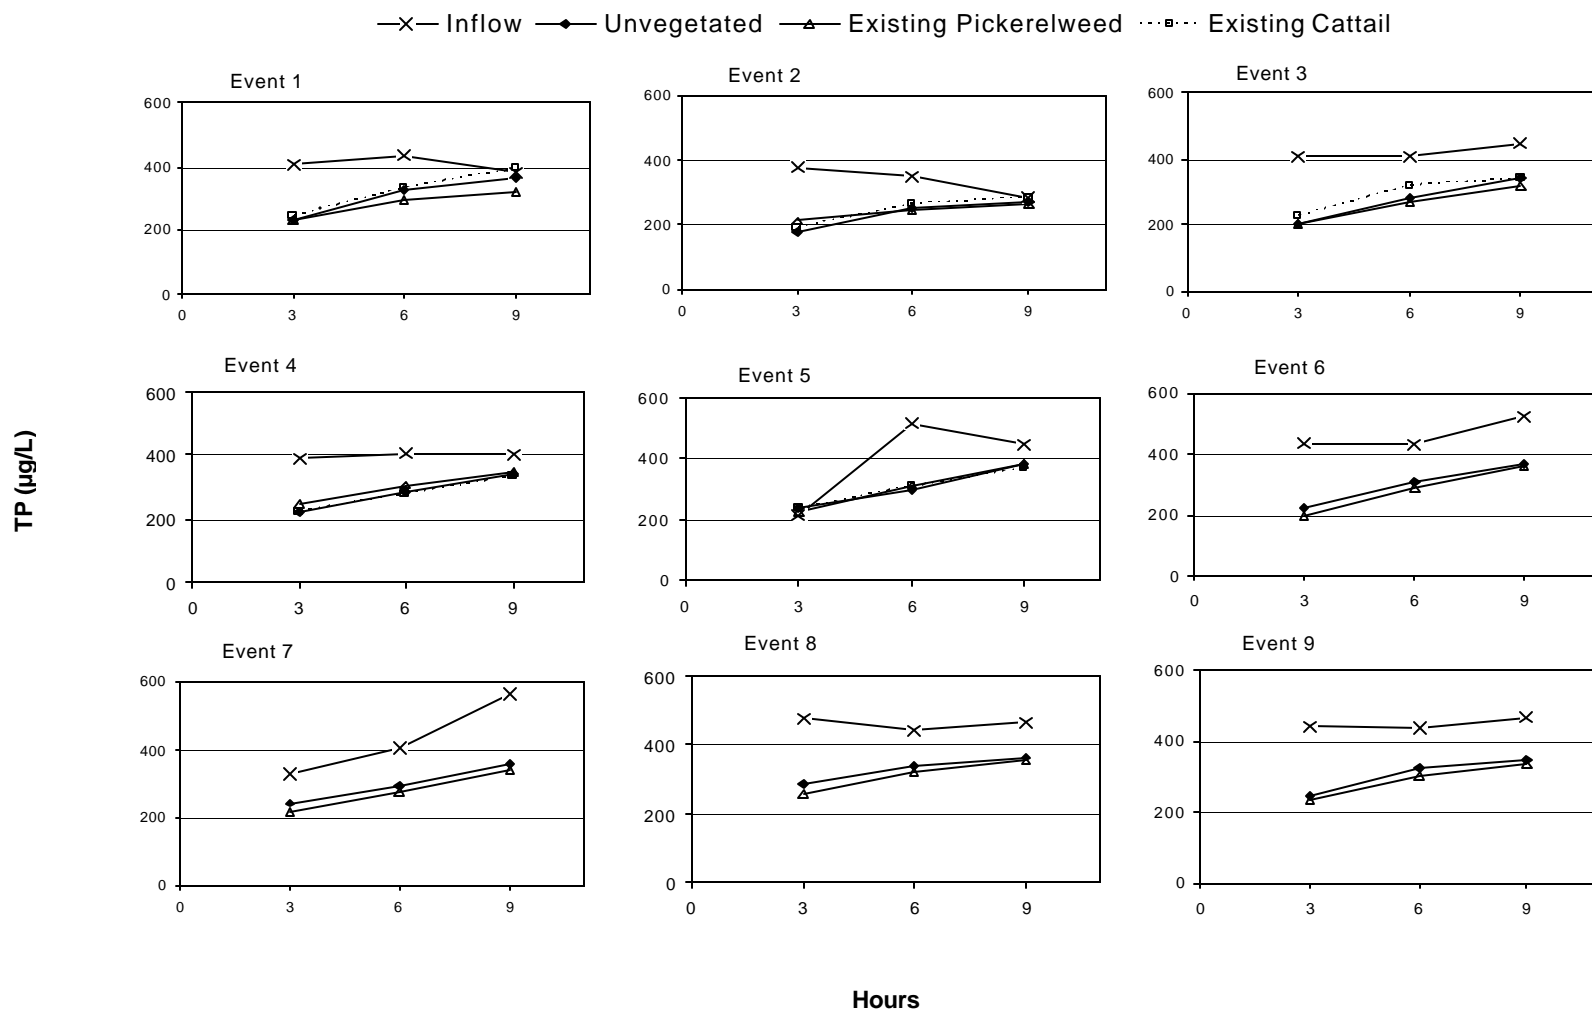 Inflow Unvegetated Existing Pickerelweed Existing Cattail
Event 1
600
400
200
0
0 3 6 9
Event 2
600
400
200
0
0 3 6 9
Event 3
600
400
200
0
0 3 6 9
TP (µg/L)
Event 4
600
400
200
0
0 3 6 9
Event 5
600
400
200
0
0 3 6 9
Event 6
600
400
200
0
0 3 6 9
Event 7
600
400
200
0
0 3 6 9
Event 8
600
400
200
0
0 3 6 9
Event 9
600
400
200
0
0 3 6 9
Hours